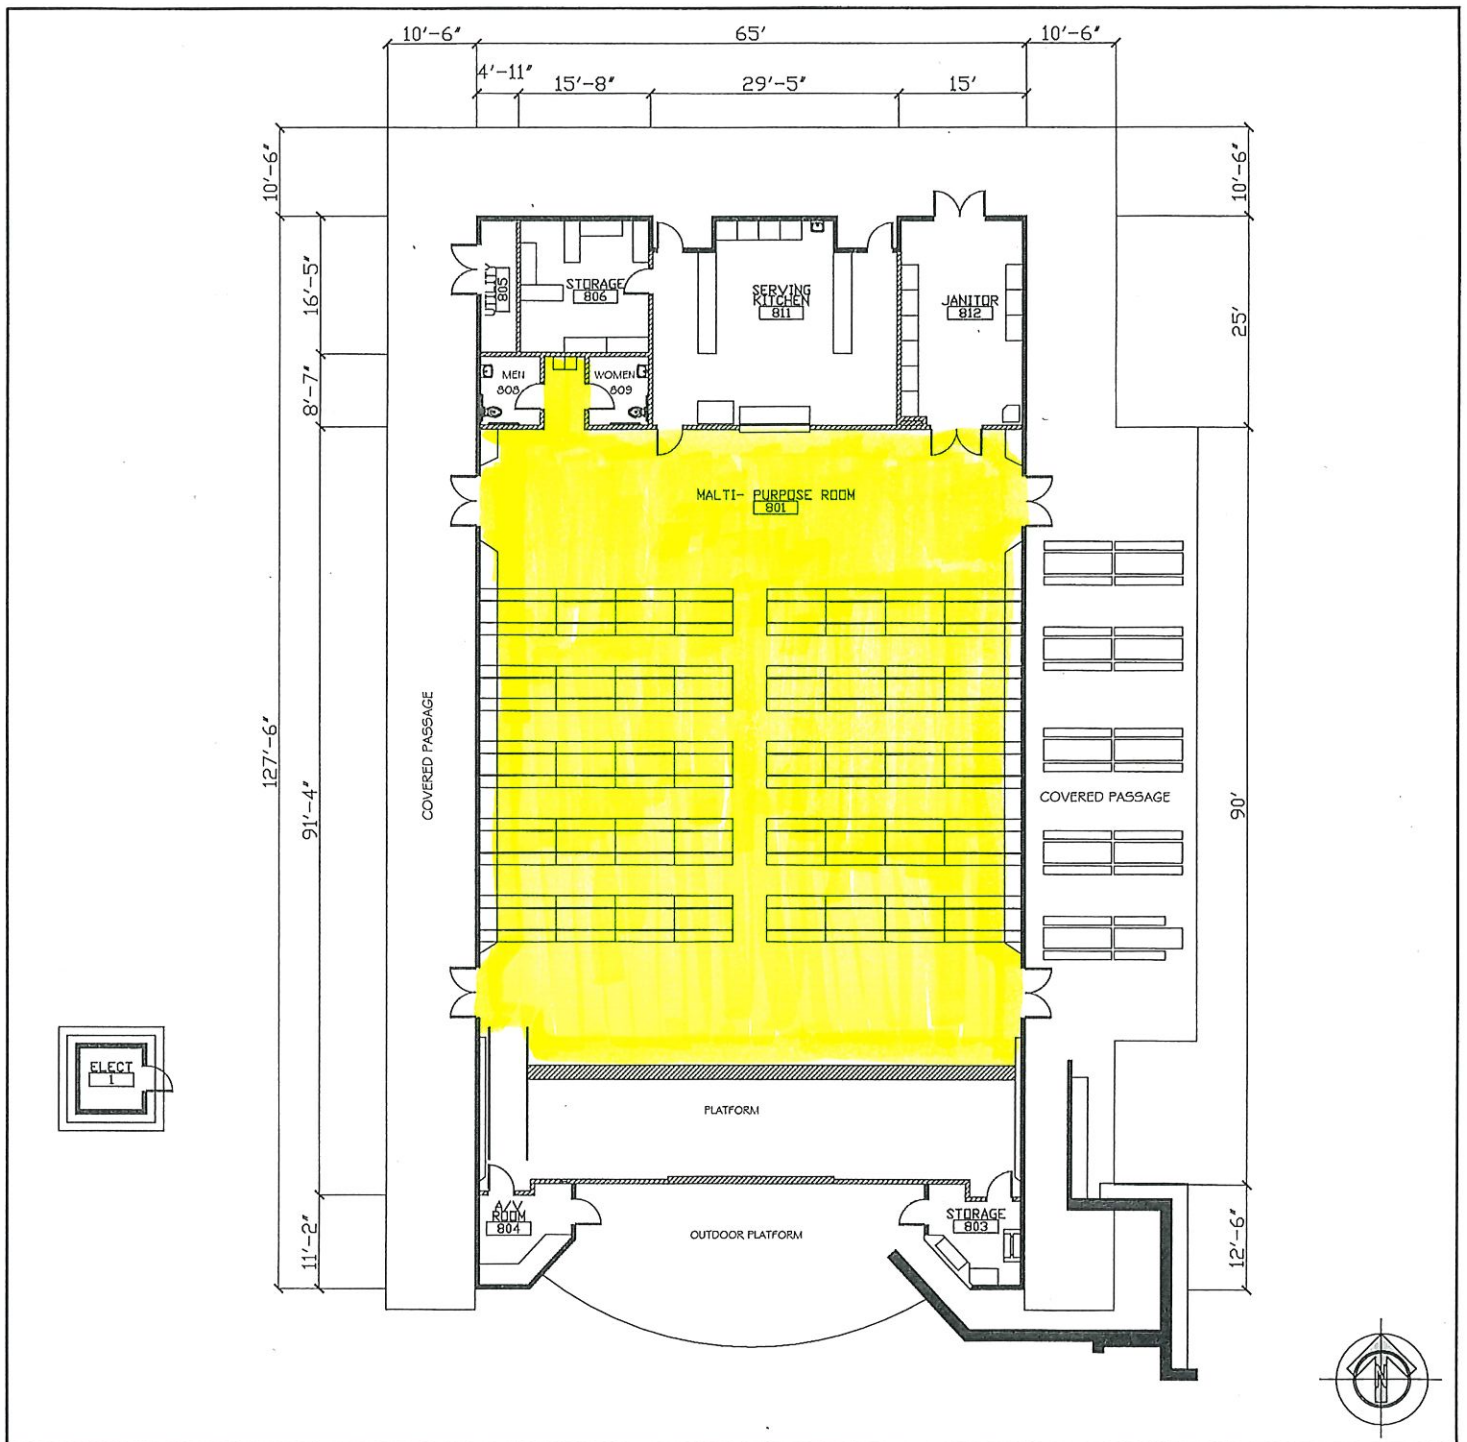 10'-6" 65' 10'-6"
4'-11" 15'-8" 29'-5" 15'
10'-6"
10'-6"
16'-5"
25'
8'-7"
127'-6"
91'-4"
90'
11'-2"
12'-6"
UTILITY
805
STORAGE
806
SERVING
KITCHEN
811
JANITOR
812
MEN
808
WOMEN
809
MALTI- PURPOSE ROOM
801
COVERED PASSAGE
COVERED PASSAGE
ELECT
1
PLATFORM
A/V
ROOM
804
OUTDOOR PLATFORM
STORAGE
803
N